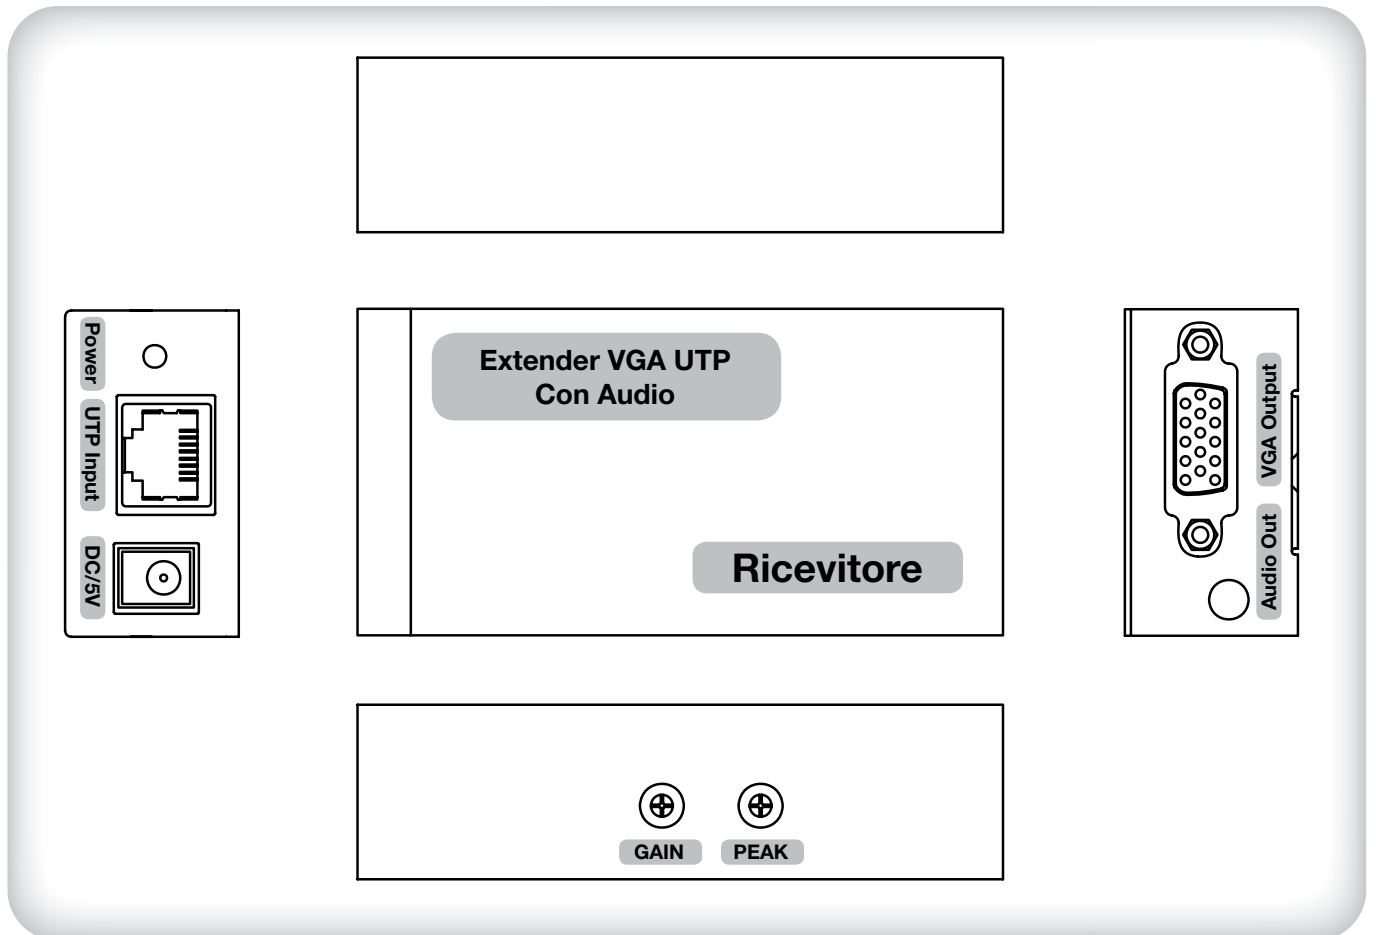 Power
UTP Input
DC/5V
Extender VGA UTP
Con Audio
Ricevitore
VGA Output
Audio Out
GAIN
PEAK